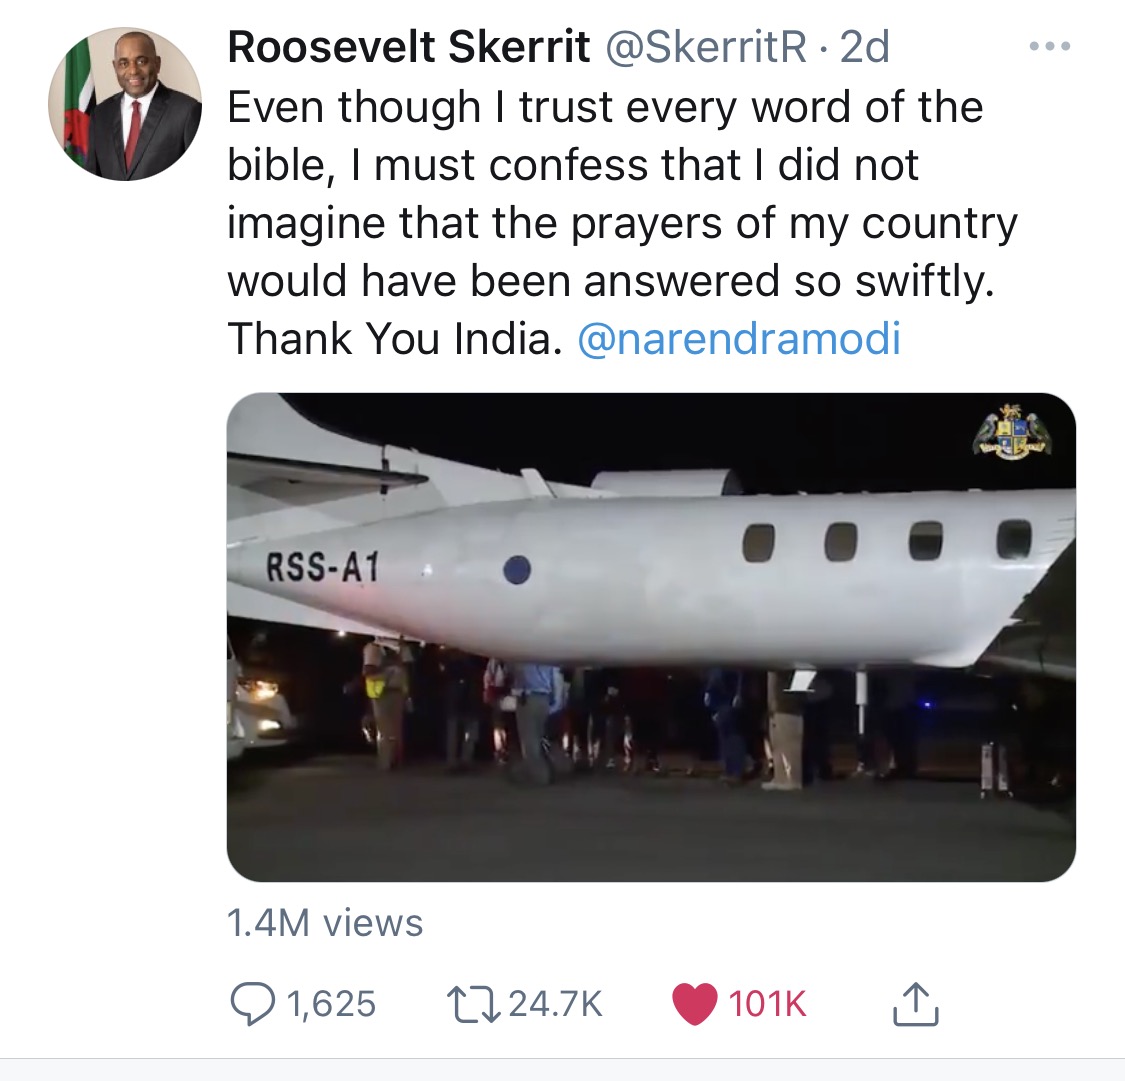 Roosevelt Skerrit @SkerritR · 2d
Even though I trust every word of the
bible, I must confess that I did not
imagine that the prayers of my country
would have been answered so swiftly.
Thank You India. @narendramodi
RSS-A1
1.4M views
1,625 24.7K 101K